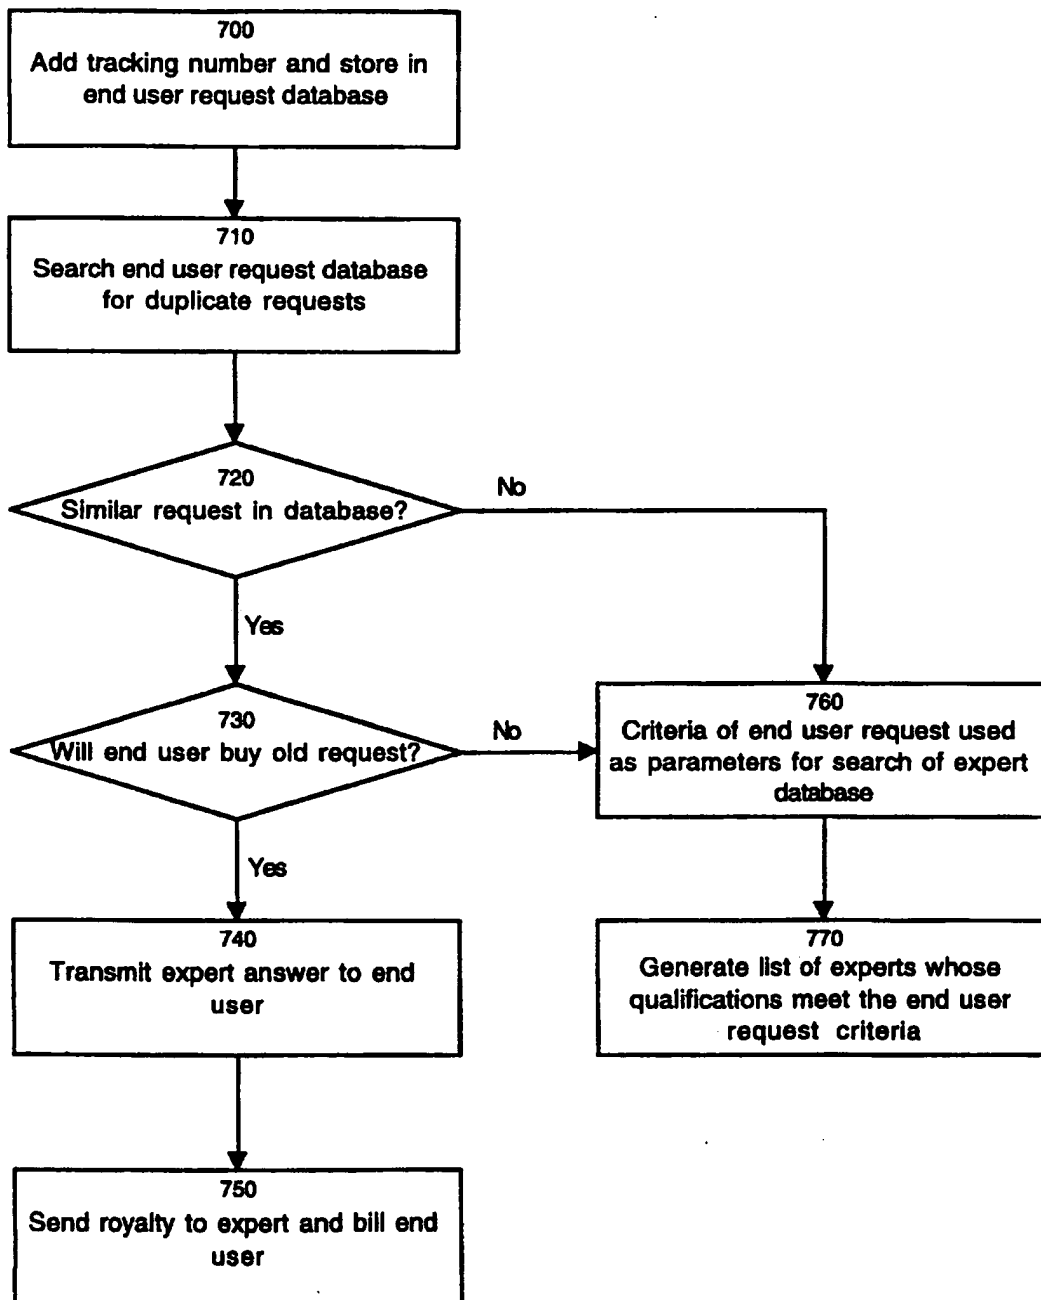 700
Add tracking number and store in
end user request database
710
Search end user request database
for duplicate requests
720
Similar request in database?
No
Yes
730
Will end user buy old request?
No
Yes
760
Criteria of end user request used
as parameters for search of expert
database
740
Transmit expert answer to end
user
770
Generate list of experts whose
qualifications meet the end user
request criteria
750
Send royalty to expert and bill end
user